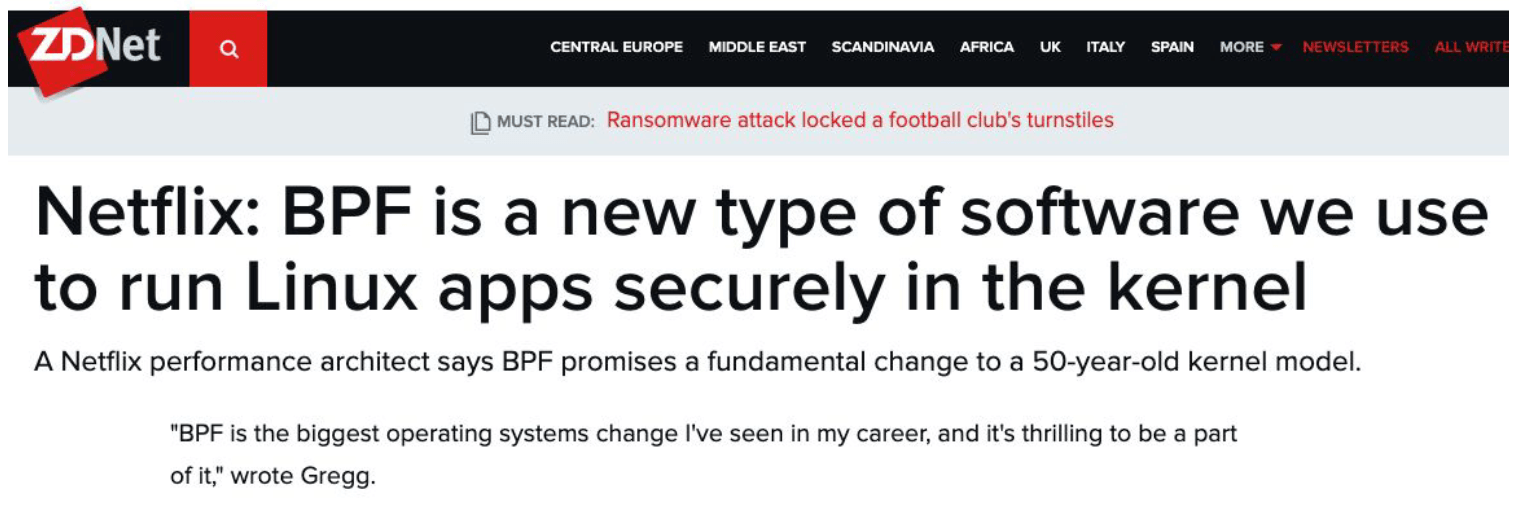 ZDNet
CENTRAL EUROPE MIDDLE EAST SCANDINAVIA AFRICA UK ITALY SPAIN MORE NEWSLETTERS ALL WRITE
MUST READ: Ransomware attack locked a football club's turnstiles
Netflix: BPF is a new type of software we use
to run Linux apps securely in the kernel
A Netflix performance architect says BPF promises a fundamental change to a 50-year-old kernel model.
"BPF is the biggest operating systems change I've seen in my career, and it's thrilling to be a part
of it," wrote Gregg.